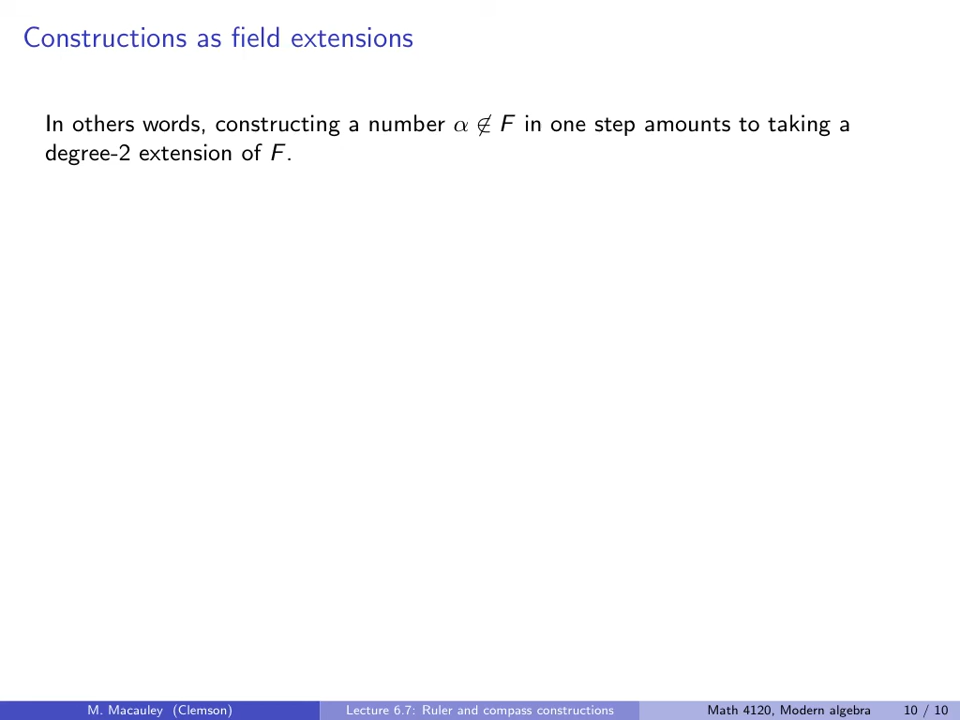 Constructions as field extensions
In others words, constructing a number α ∉ F in one step amounts to taking a
degree-2 extension of F.
M. Macauley (Clemson) Lecture 6.7: Ruler and compass constructions Math 4120, Modern algebra 10 / 10